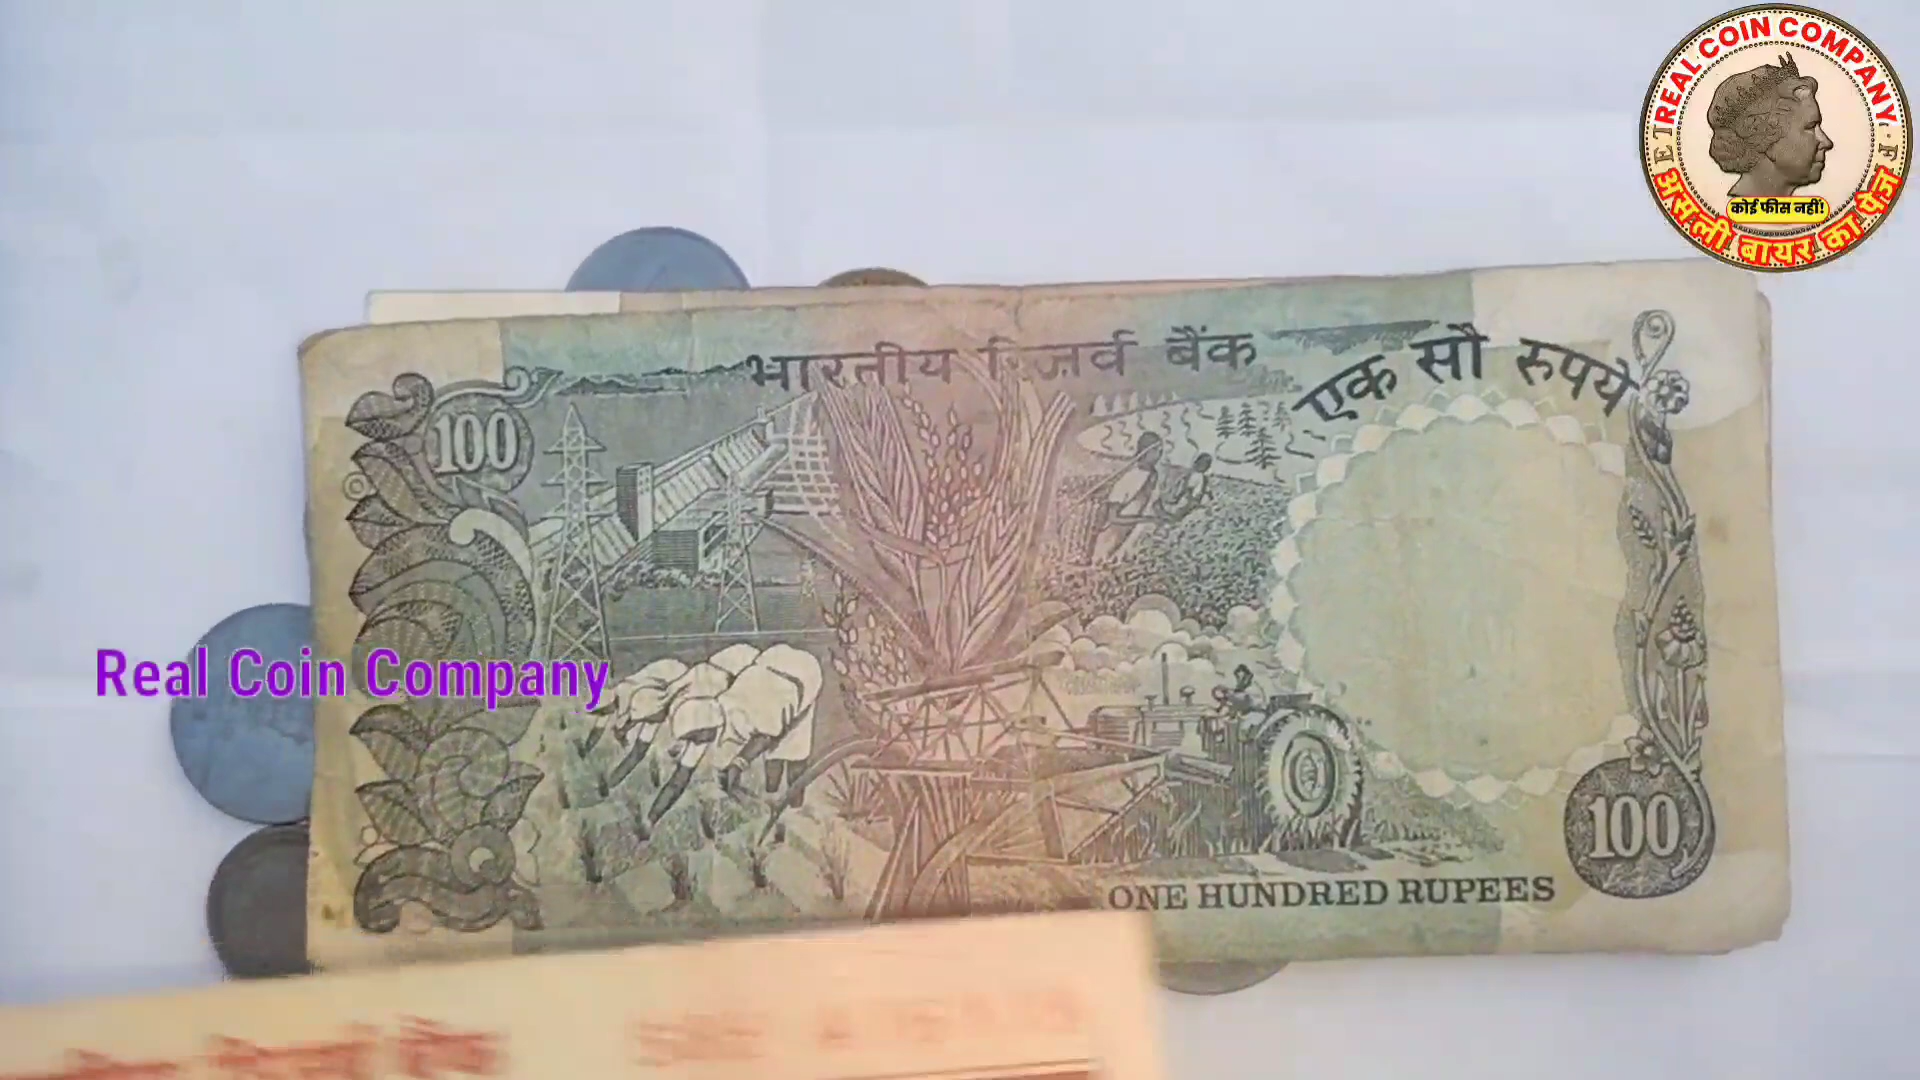 REAL COIN COMPANY
कोई फीस नहीं!
असली बायर का पेज
भारतीय रिज़र्व बैंक
एक सौ रुपये
100
Real Coin Company
100
ONE HUNDRED RUPEES